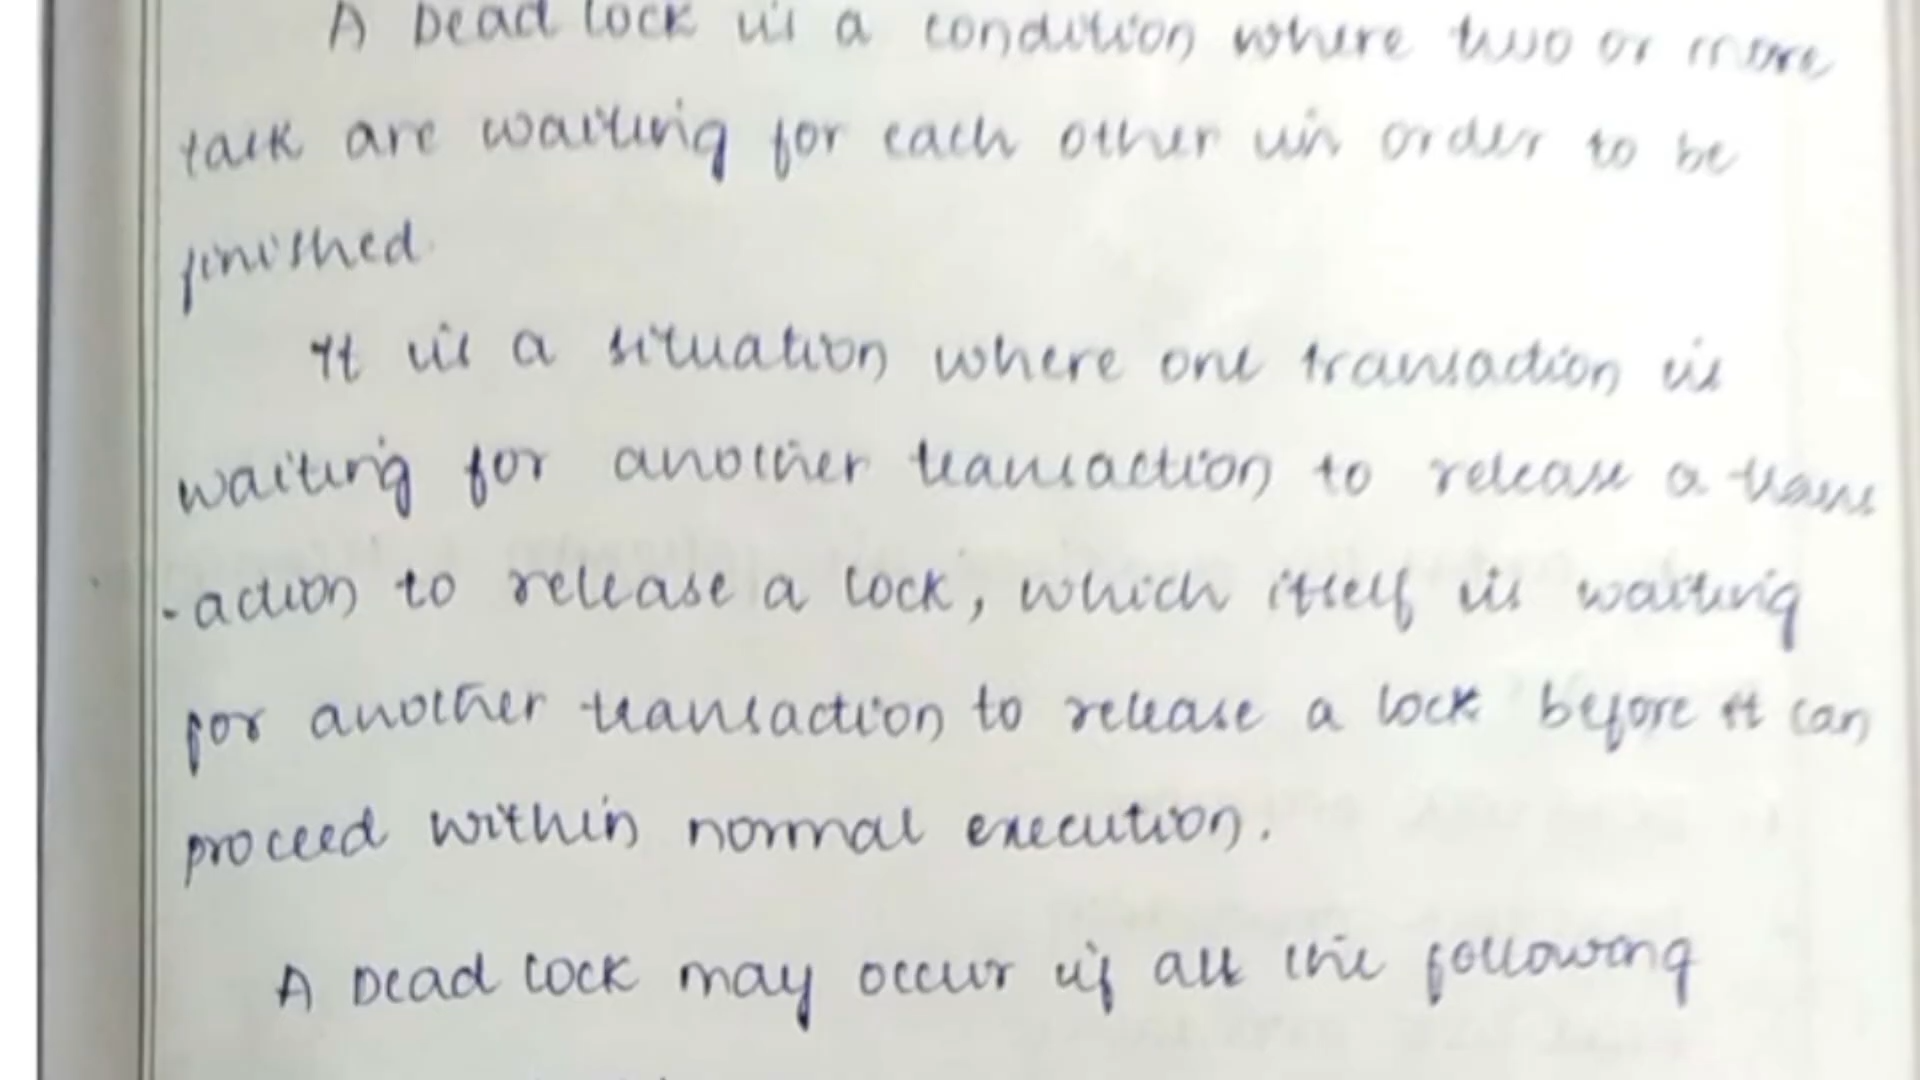 A Dead lock is a condition where two or more
task are waiting for each other in order to be
finished.
It is a situation where one transaction is
waiting for another transaction to release a trans
-action to release a lock, which itself is waiting
for another transaction to release a lock before it can
proceed within normal execution.
A Dead lock may occur if all the following